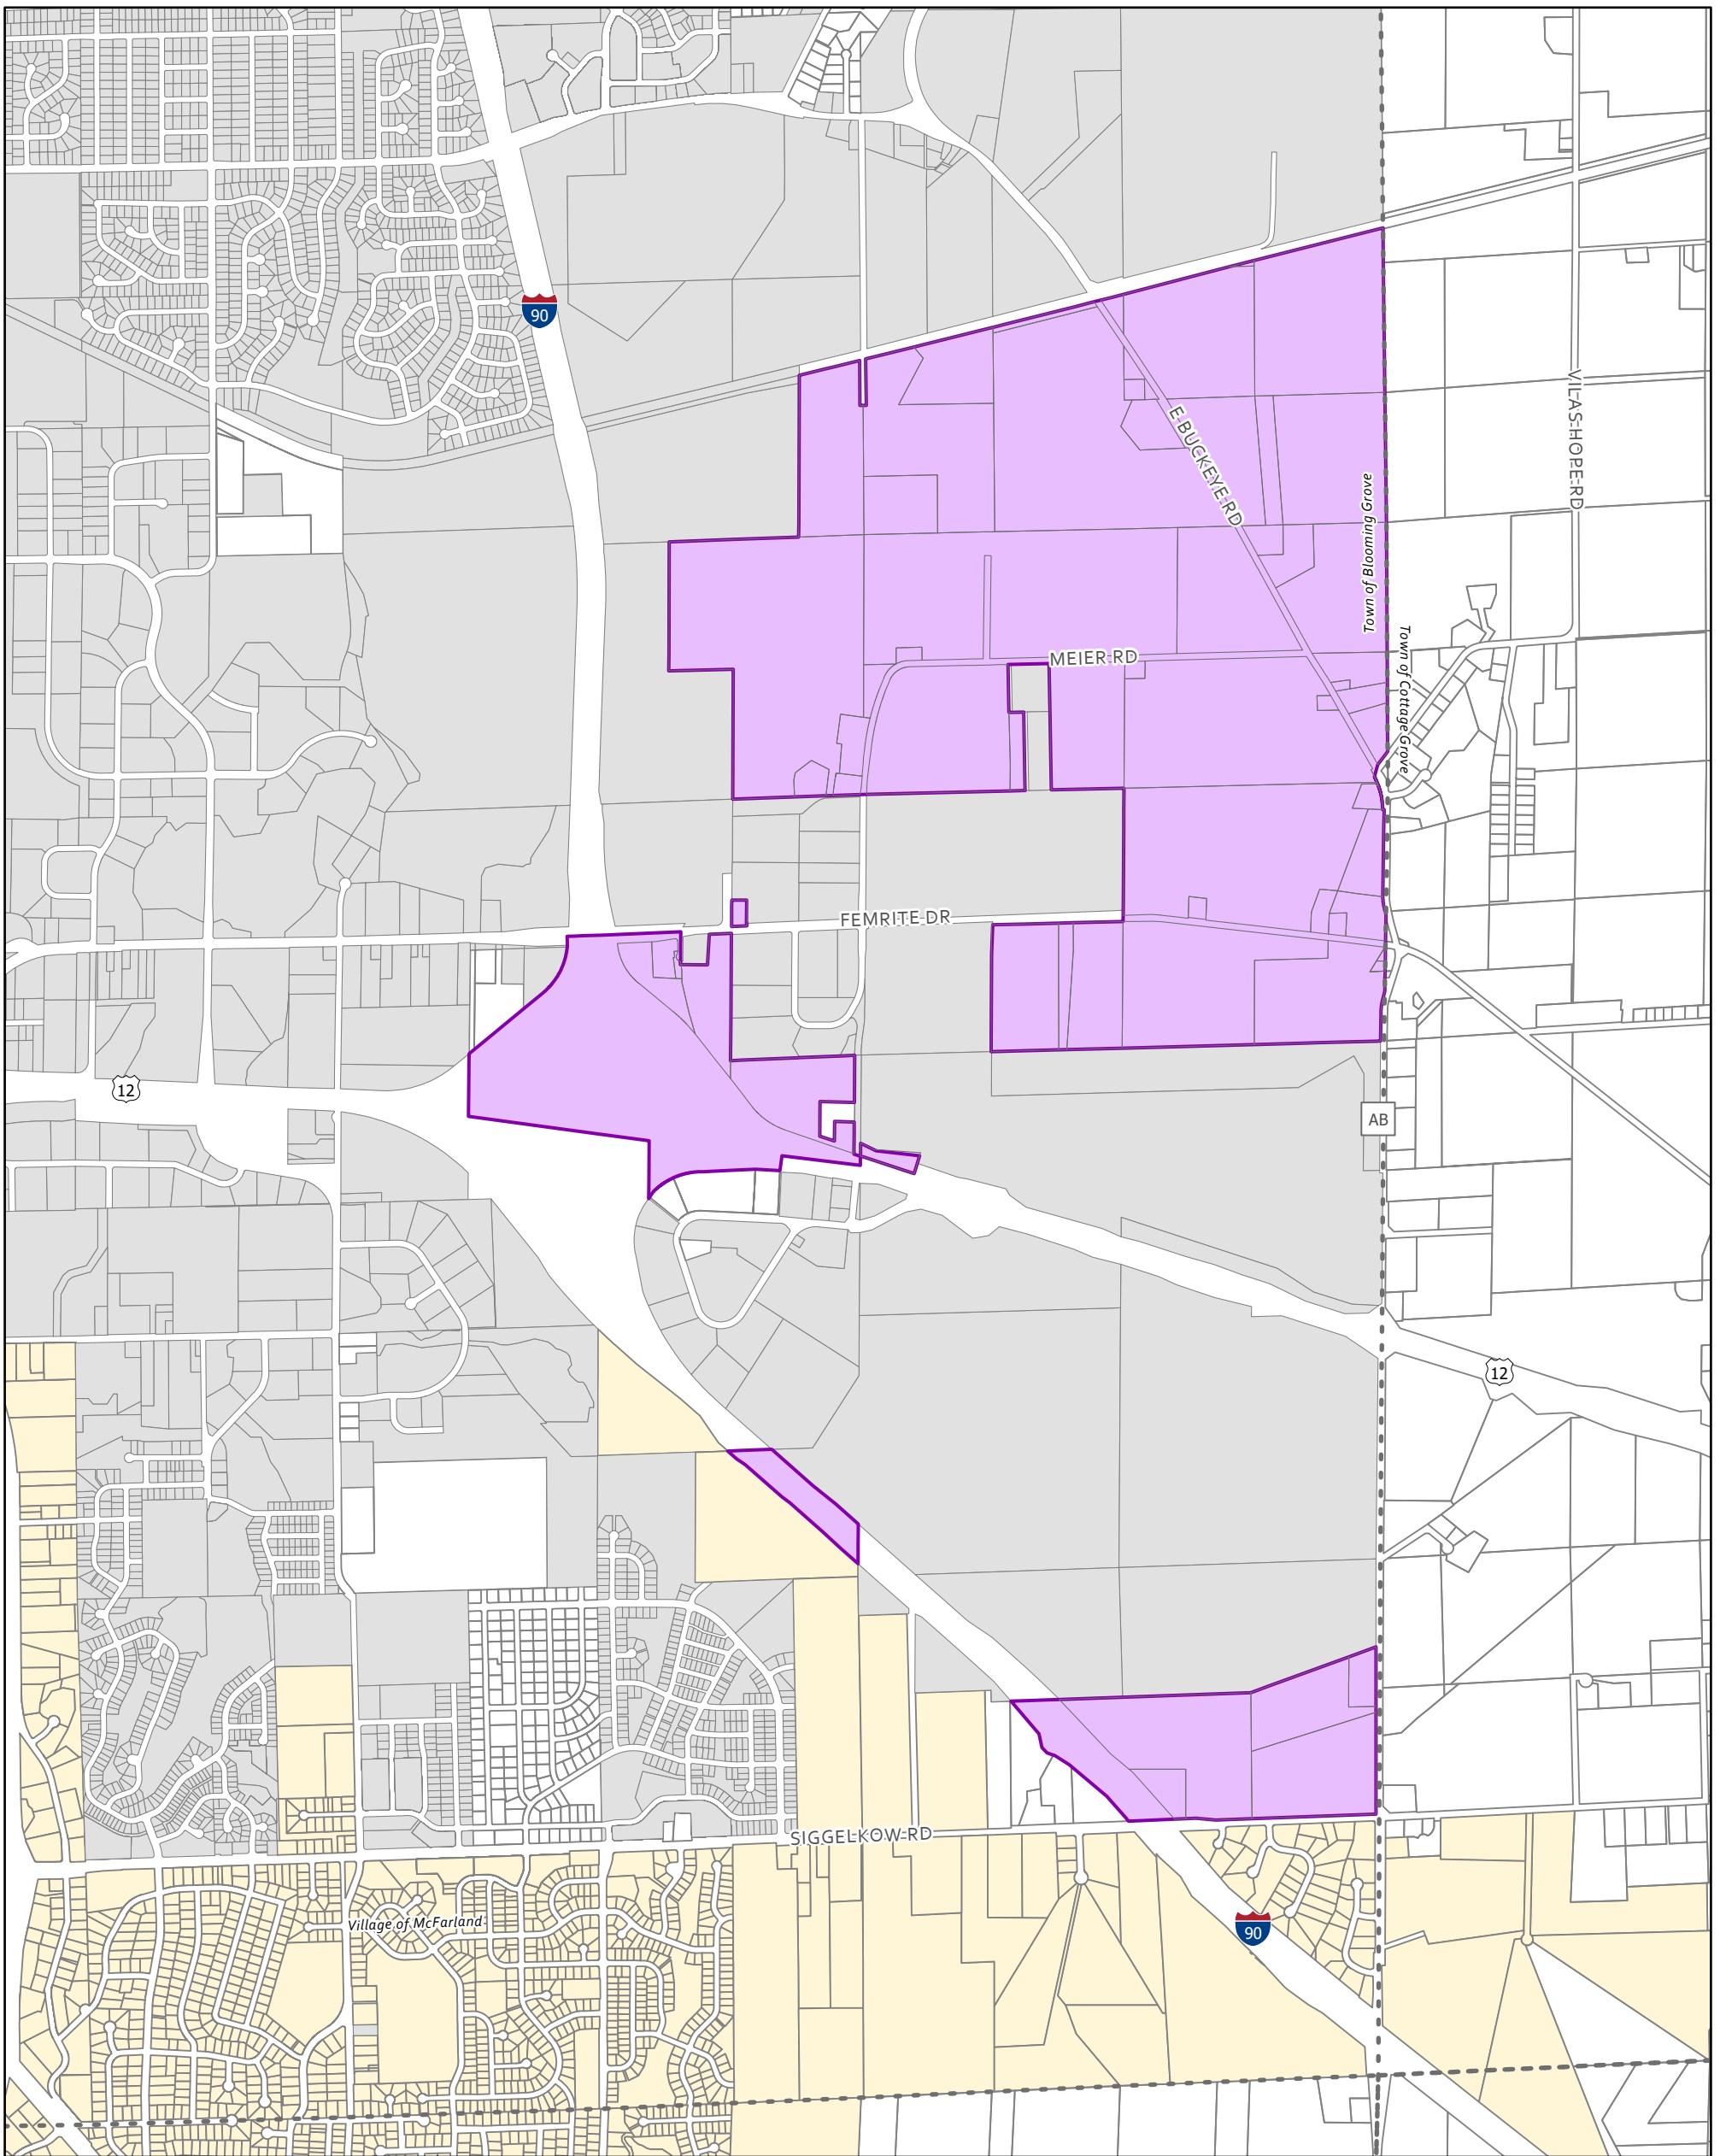 90
VILAS HOPE RD
E BUCKEYE RD
Town of Blooming Grove
Town of Cottage Grove
MEIER RD
FEMRITE DR
12
AB
12
SIGGELKOW RD
Village of McFarland
90